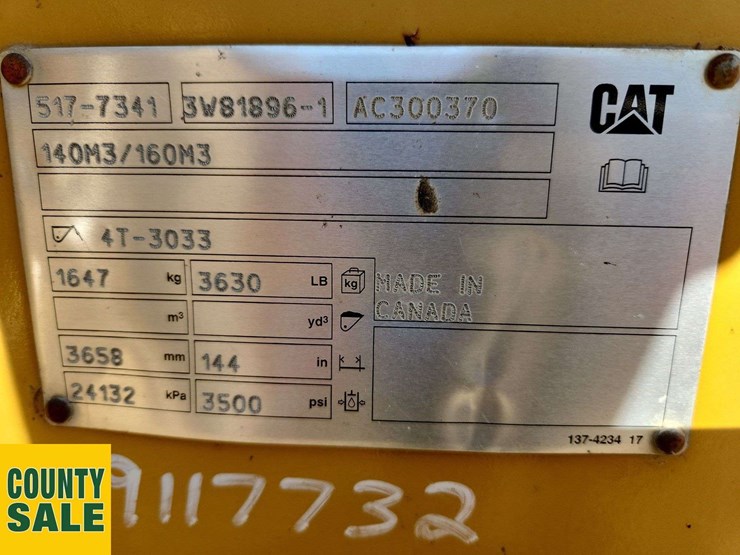 517-7341 3W81896-1 AC300370
CAT
140M3/160M3
4T-3033
1647 kg 3630 LB kg MADE IN
CANADA
m³ yd³
3658 mm 144 in
24132 kPa 3500 psi
137-4234 17
9117732
COUNTY
SALE